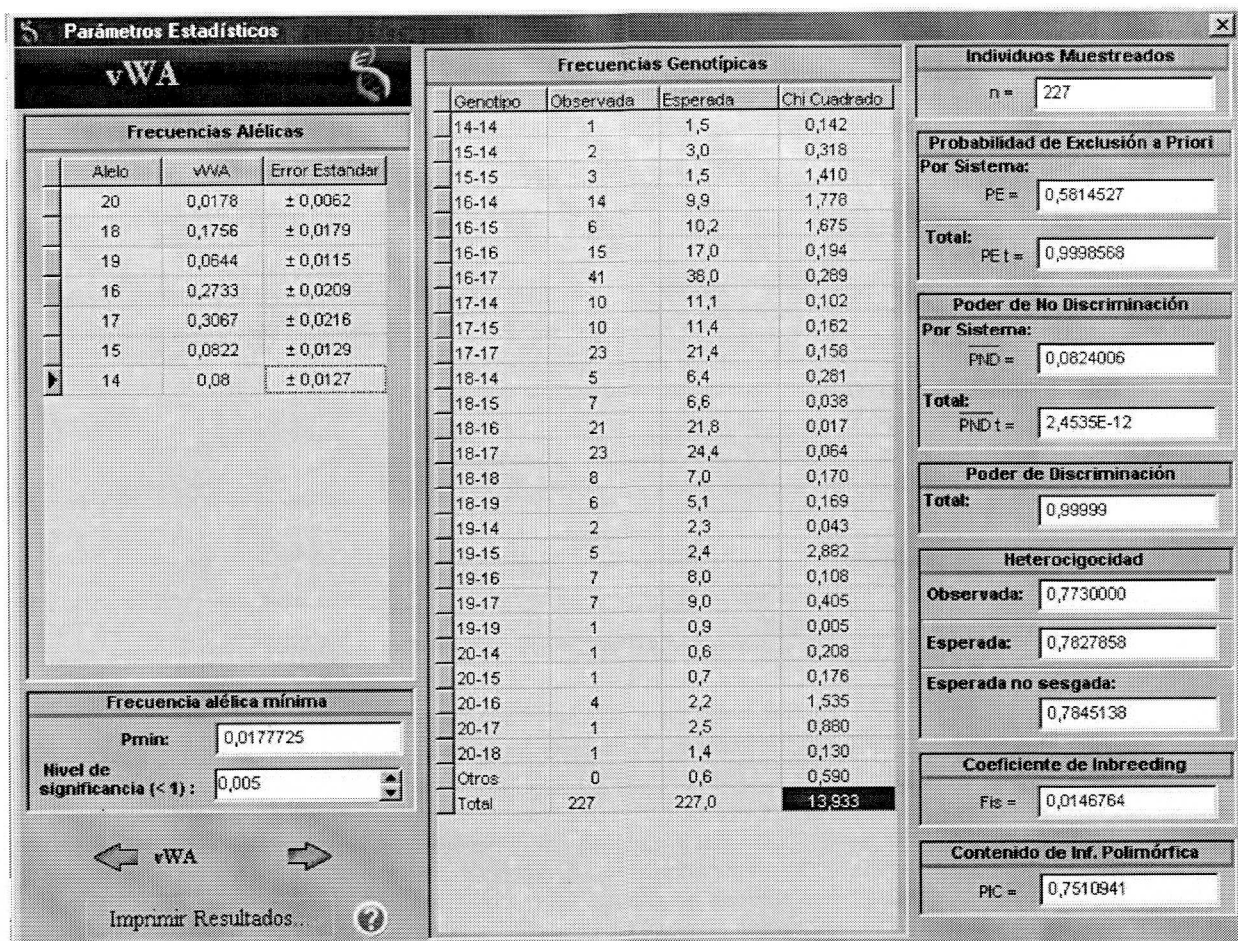 Parámetros Estadísticos
vWA
Frecuencias Alélicas
Alelo vWA Error Estandar
20 0,0178 ± 0,0062
18 0,1756 ± 0,0179
19 0,0644 ± 0,0115
16 0,2733 ± 0,0209
17 0,3067 ± 0,0216
15 0,0822 ± 0,0129
14 0,08 ± 0,0127
Frecuencia alélica mínima
Pmin: 0,0177725
Nivel de
significancia (< 1) : 0,005
vWA
Imprimir Resultados...
?
Frecuencias Genotípicas
Genotipo Observada Esperada Chi Cuadrado
14-14 1 1,5 0,142
15-14 2 3,0 0,318
15-15 3 1,5 1,410
16-14 14 9,9 1,778
16-15 6 10,2 1,675
16-16 15 17,0 0,194
16-17 41 38,0 0,289
17-14 10 11,1 0,102
17-15 10 11,4 0,162
17-17 23 21,4 0,158
18-14 5 6,4 0,281
18-15 7 6,6 0,038
18-16 21 21,8 0,017
18-17 23 24,4 0,064
18-18 8 7,0 0,170
18-19 6 5,1 0,169
19-14 2 2,3 0,043
19-15 5 2,4 2,882
19-16 7 8,0 0,108
19-17 7 9,0 0,405
19-19 1 0,9 0,005
20-14 1 0,6 0,208
20-15 1 0,7 0,176
20-16 4 2,2 1,535
20-17 1 2,5 0,880
20-18 1 1,4 0,130
Otros 0 0,6 0,590
Total 227 227,0 13,933
Individuos Muestreados
n = 227
Probabilidad de Exclusión a Priori
Por Sistema:
PE = 0,5814527
Total:
PE t = 0,9998568
Poder de No Discriminación
Por Sistema:
PND = 0,0824006
Total:
PND t = 2,4535E-12
Poder de Discriminación
Total: 0,99999
Heterocigocidad
Observada: 0,7730000
Esperada: 0,7827858
Esperada no sesgada:
0,7845138
Coeficiente de Inbreeding
Fis = 0,0146764
Contenido de Inf. Polimórfica
PIC = 0,7510941